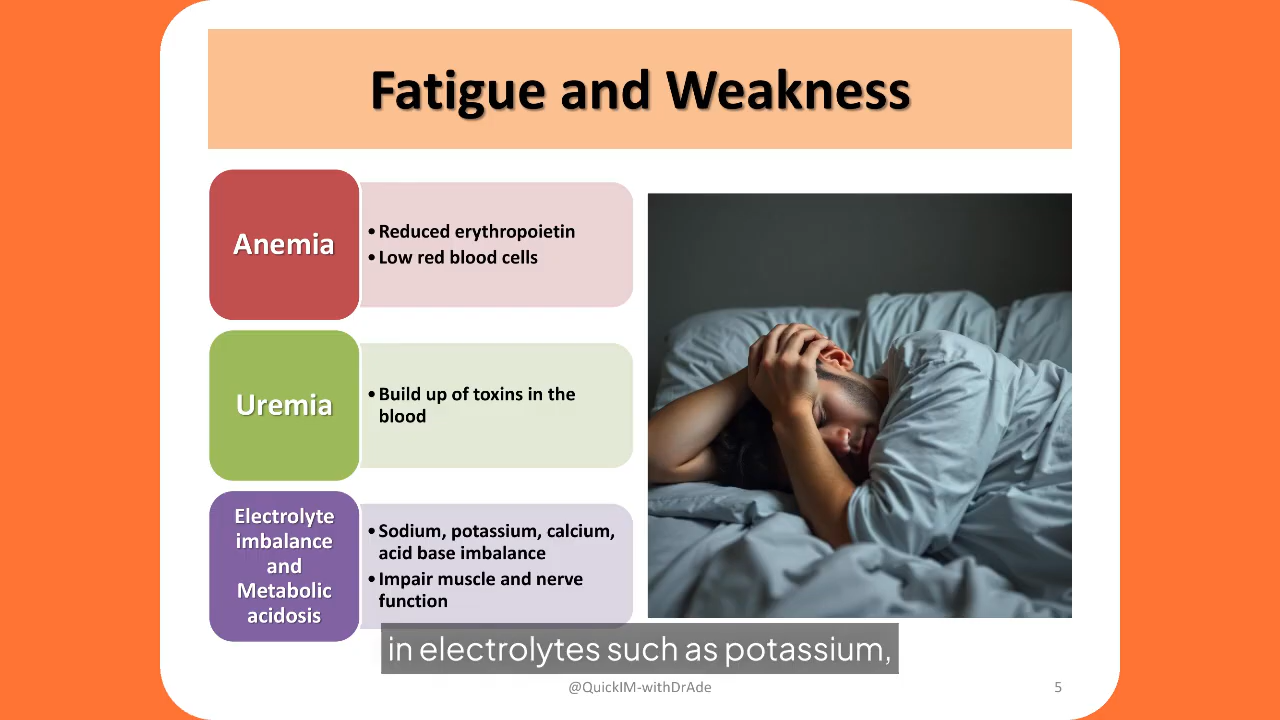 Fatigue and Weakness
Anemia
• Reduced erythropoietin
• Low red blood cells
Uremia
• Build up of toxins in the
blood
Electrolyte
imbalance
and
Metabolic
acidosis
• Sodium, potassium, calcium,
acid base imbalance
• Impair muscle and nerve
function
in electrolytes such as potassium,
@QuickIM-withDrAde
5